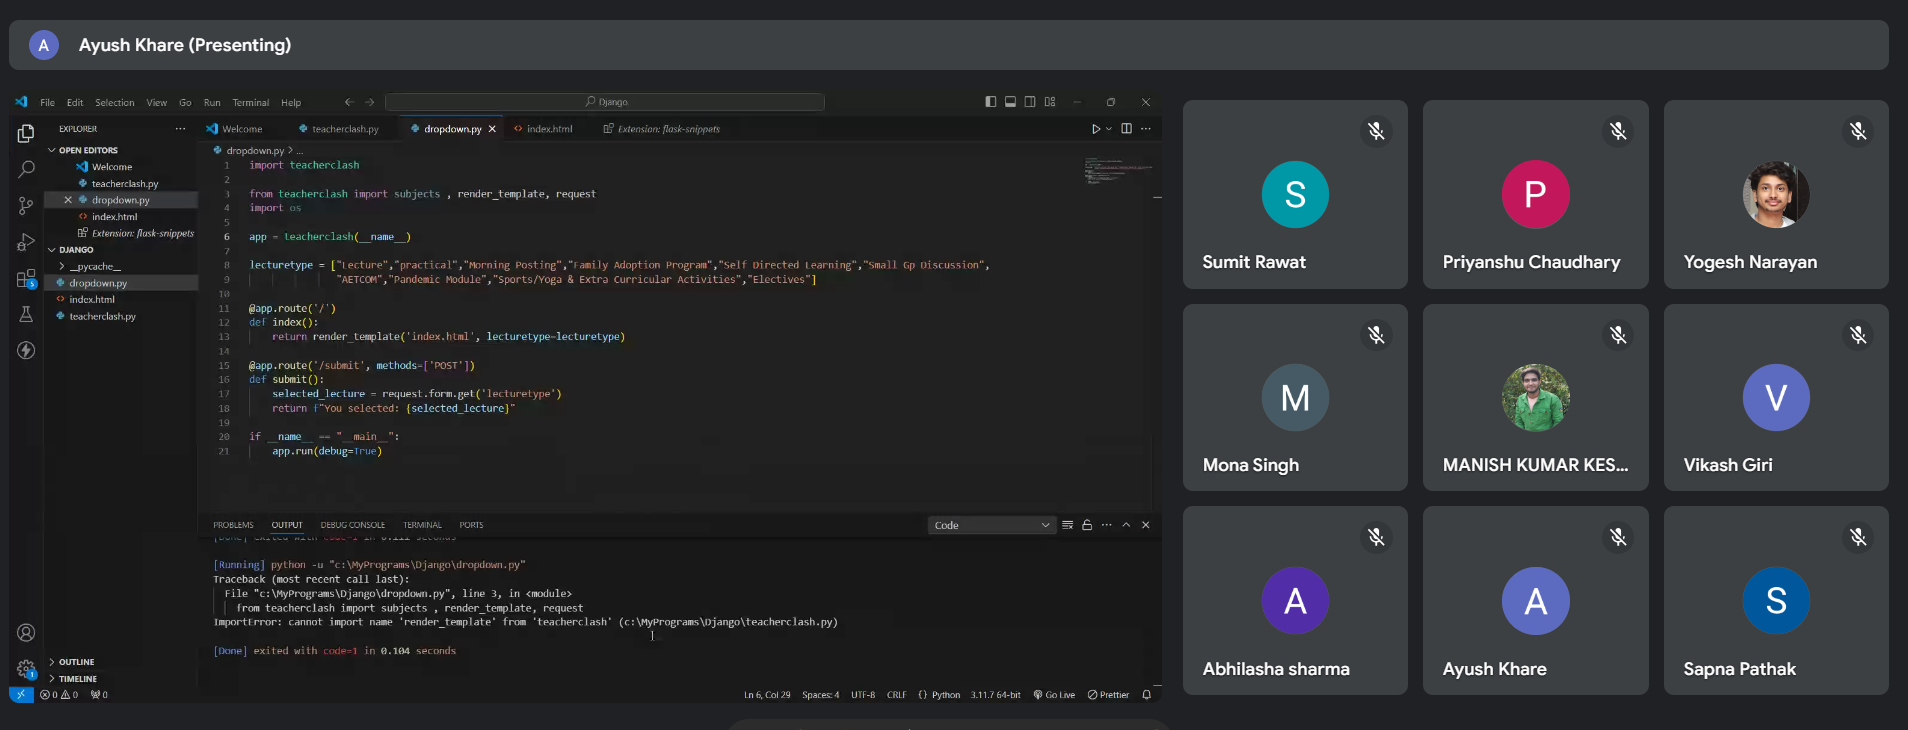 A Ayush Khare (Presenting)
File Edit Selection View Go Run Terminal Help
Django
EXPLORER
OPEN EDITORS
Welcome
teacherclash.py
dropdown.py
index.html
Extension: flask-snippets
DJANGO
__pycache__
dropdown.py
index.html
teacherclash.py
OUTLINE
TIMELINE
Welcome teacherclash.py dropdown.py index.html Extension: flask-snippets
dropdown.py > ...
1 import teacherclash
2
3 from teacherclash import subjects , render_template, request
4 import os
5
6 app = teacherclash(__name__)
7
8 lecturetype = ["Lecture","practical","Morning Posting","Family Adoption Program","Self Directed Learning","Small Gp Discussion",
9 "AETCOM","Pandemic Module","Sports/Yoga & Extra Curricular Activities","Electives"]
10
11 @app.route('/')
12 def index():
13 return render_template('index.html', lecturetype=lecturetype)
14
15 @app.route('/submit', methods=['POST'])
16 def submit():
17 selected_lecture = request.form.get('lecturetype')
18 return f"You selected: {selected_lecture}"
19
20 if __name__ == "__main__":
21 app.run(debug=True)
PROBLEMS OUTPUT DEBUG CONSOLE TERMINAL PORTS
Code
[Done] exited with code=1 in 0.111 seconds
[Running] python -u "c:\MyPrograms\Django\dropdown.py"
Traceback (most recent call last):
File "c:\MyPrograms\Django\dropdown.py", line 3, in <module>
from teacherclash import subjects , render_template, request
ImportError: cannot import name 'render_template' from 'teacherclash' (c:\MyPrograms\Django\teacherclash.py)
[Done] exited with code=1 in 0.104 seconds
0 0 0
Ln 6, Col 29 Spaces: 4 UTF-8 CRLF {} Python 3.11.7 64-bit Go Live Prettier
S
Sumit Rawat
P
Priyanshu Chaudhary
Yogesh Narayan
M
Mona Singh
MANISH KUMAR KES...
V
Vikash Giri
A
Abhilasha sharma
A
Ayush Khare
S
Sapna Pathak